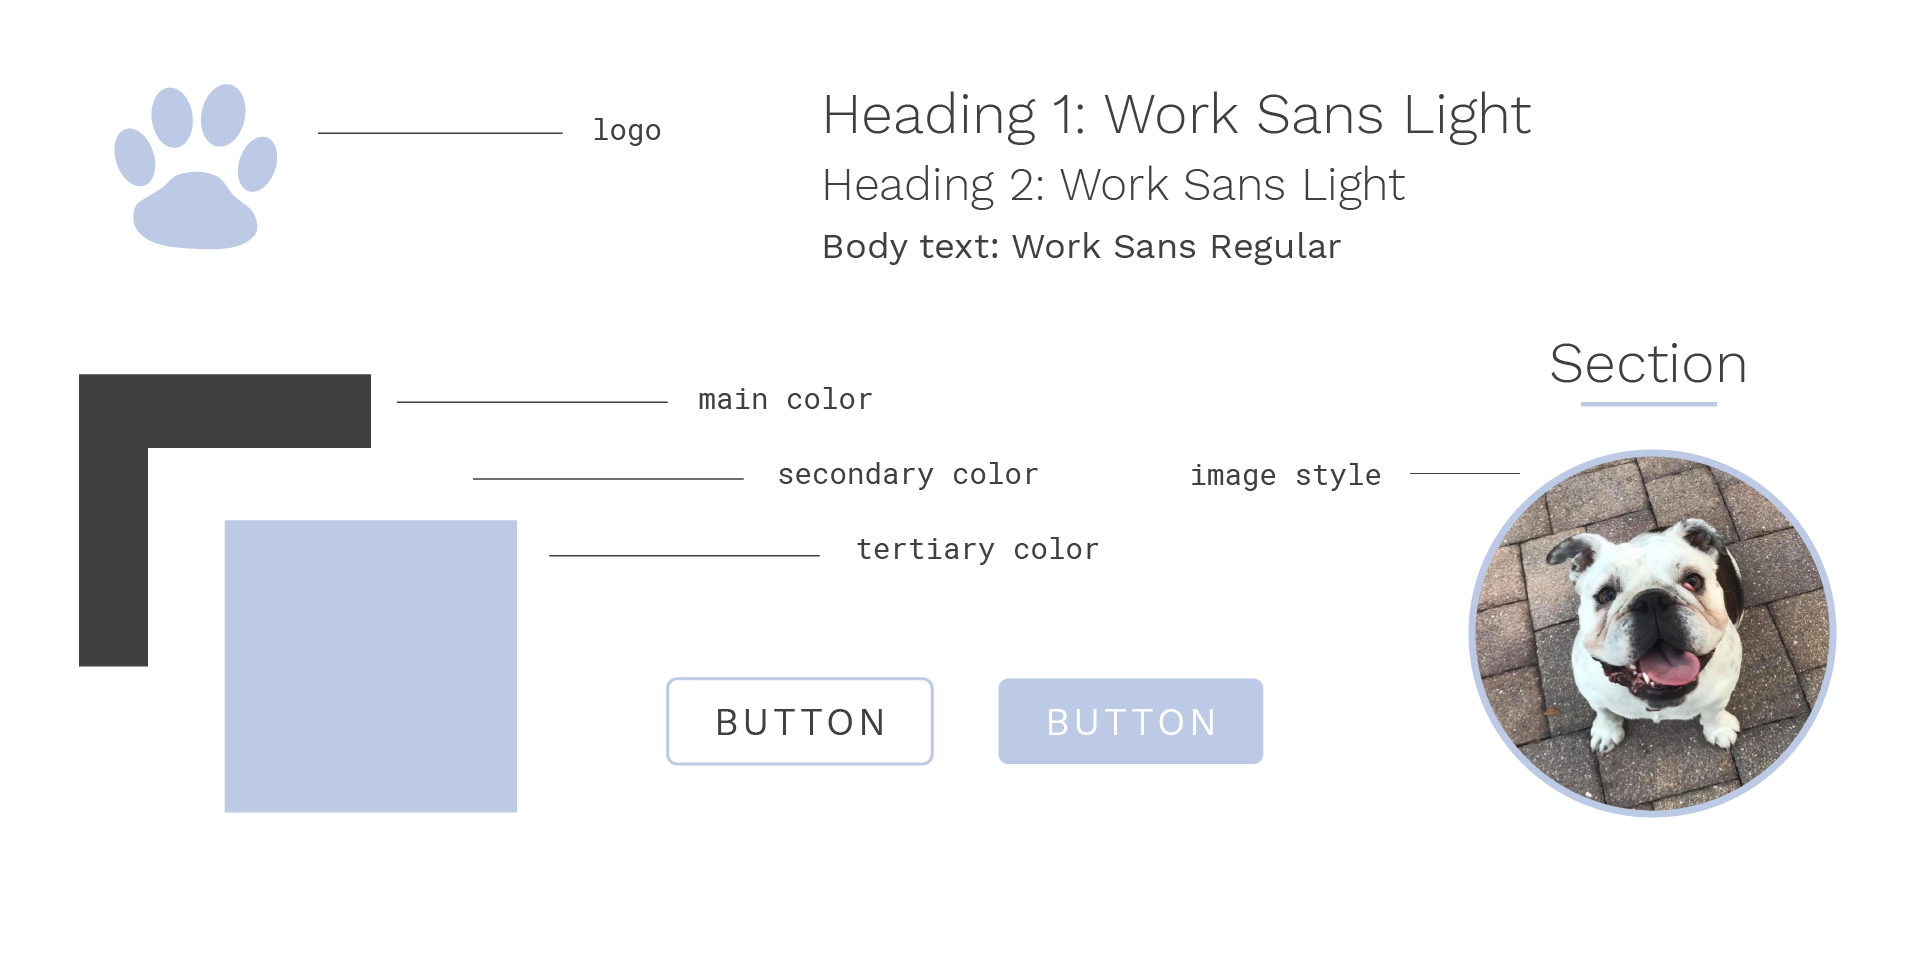 logo
Heading 1: Work Sans Light
Heading 2: Work Sans Light
Body text: Work Sans Regular
Section
main color
secondary color
image style
tertiary color
BUTTON
BUTTON